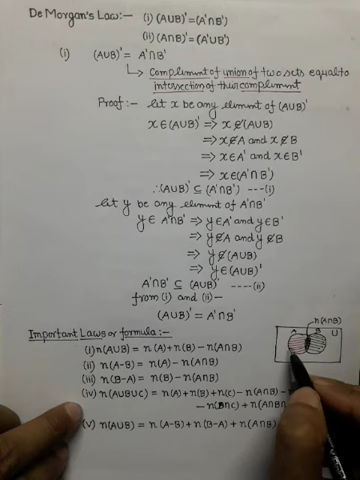 De Morgan's Law:- (i) (A∪B)' = (A'∩B')
(ii) (A∩B)' = (A'∪B')
(i) (A∪B)' = A'∩B'
↳ Compliment of union of two sets equal to
intersection of their compliment
Proof:- let x be any element of (A∪B)'
x∈(A∪B)' ⇒ x∉(A∪B)
⇒ x∉A and x∉B
⇒ x∈A' and x∈B'
⇒ x∈(A'∩B')
∴(A∪B)' ⊆ (A'∩B') ----(i)
let y be any element of A'∩B'
y∈ A'∩B' ⇒ y∈A' and y∈B'
⇒ y∉A and y∉B
⇒ y∉(A∪B)
⇒ y∈(A∪B)'
A'∩B' ⊆ (A∪B)' ----(ii)
from (i) and (ii)-
(A∪B)' = A'∩B'
n(A∩B)
Important Laws or formula:-
A B U
(i) n(A∪B) = n(A)+n(B)-n(A∩B)
(ii) n(A-B) = n(A)-n(A∩B)
(iii) n(B-A) = n(B)-n(A∩B)
(iv) n(A∪B∪C) = n(A)+n(B)+n(C)-n(A∩B)-
-n(B∩C)+n(A∩B∩
(v) n(A∪B) = n(A-B)+n(B-A)+n(A∩B)